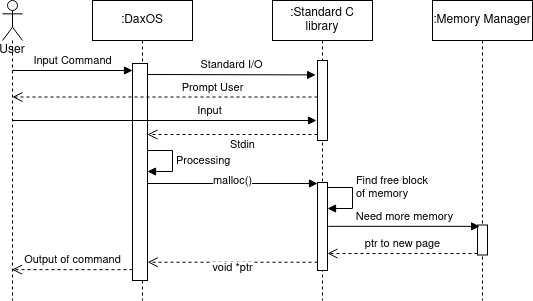 :DaxOS
:Standard C
library
:Memory Manager
User
Input Command
Standard I/O
Prompt User
Input
Stdin
Processing
malloc()
Find free block
of memory
Need more memory
ptr to new page
void *ptr
Output of command